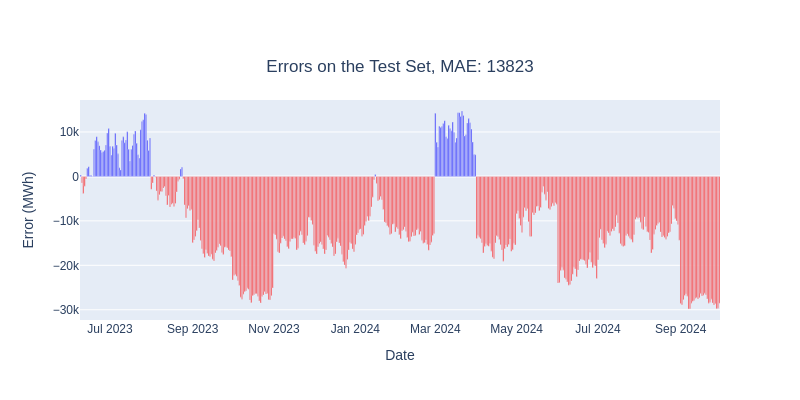 Errors on the Test Set, MAE: 13823
Error (MWh)
10k
0
−10k
−20k
−30k
Jul 2023 Sep 2023 Nov 2023 Jan 2024 Mar 2024 May 2024 Jul 2024 Sep 2024
Date